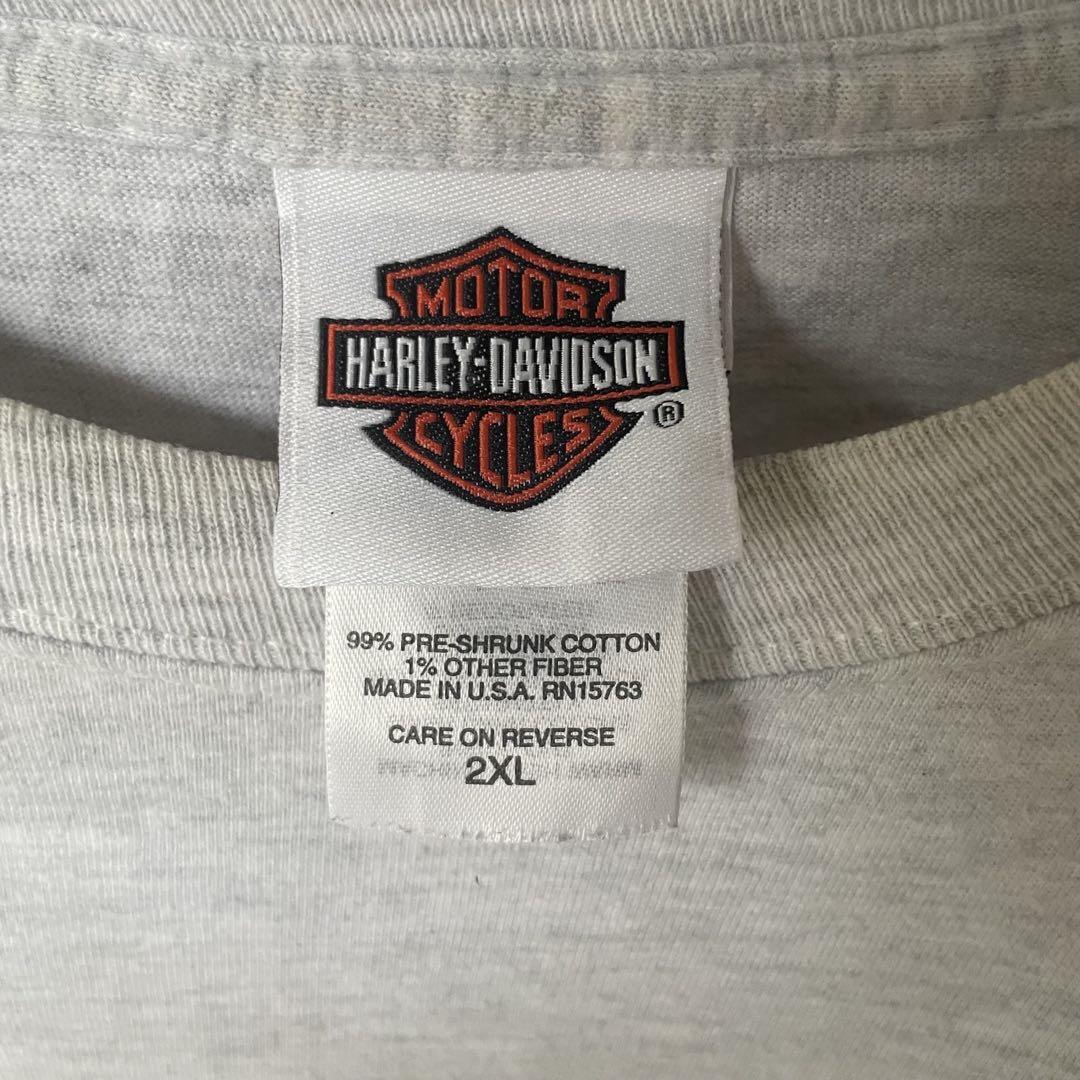 MOTOR
HARLEY-DAVIDSON
CYCLES
®
99% PRE-SHRUNK COTTON
1% OTHER FIBER
MADE IN U.S.A. RN15763
CARE ON REVERSE
2XL